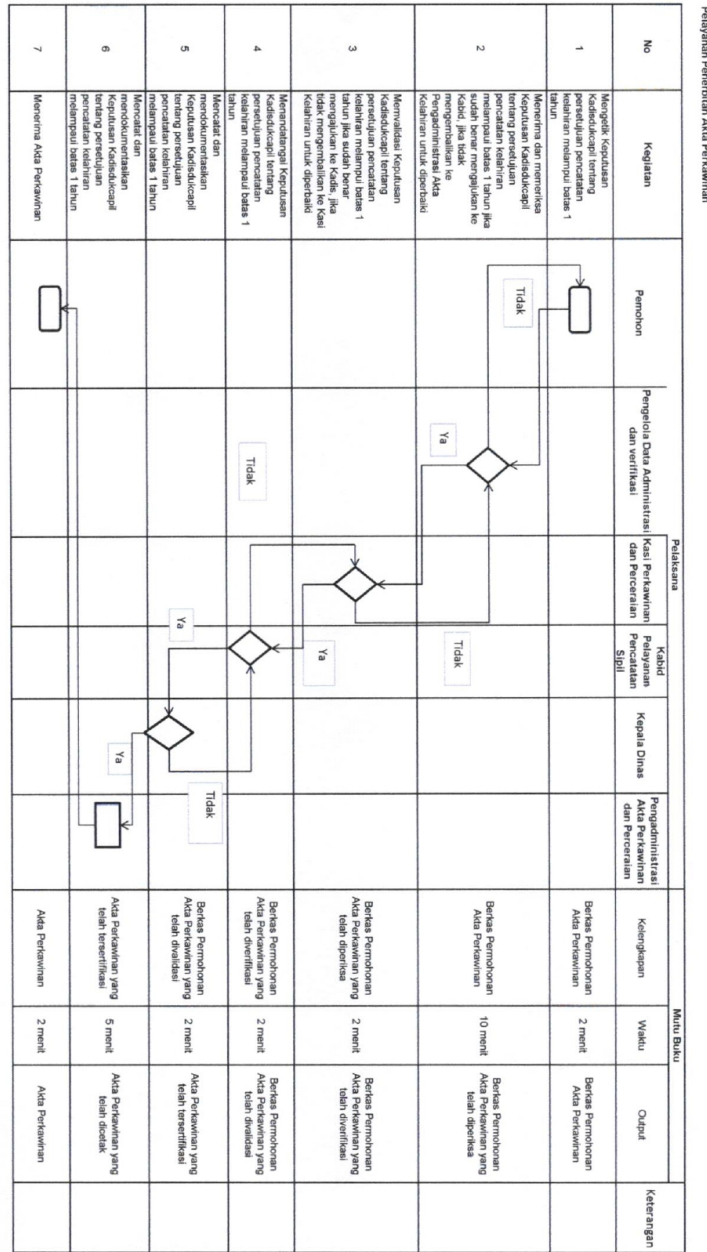 Pelayanan Penerbitan Akta Perkawinan
No
Kegiatan
Pelaksana
Mutu Buku
Keterangan
Pemohon
Pengelola Data Administrasi
dan verifikasi
Kasi Perkawinan
dan Perceraian
Kabid
Pelayanan
Pencatatan
Sipil
Kepala Dinas
Pengadministrasi
Akta Perkawinan
dan Perceraian
Kelengkapan
Waktu
Output
1
Mengetik Keputusan
Kadisdukcapil tentang
persetujuan pencatatan
kelahiran melampui batas 1
tahun
Berkas Permohonan
Akta Perkawinan
2 menit
Berkas Permohonan
Akta Perkawinan
Tidak
2
Menerima dan memeriksa
Keputusan Kadisdukcapil
tentang persetujuan
pencatatan kelahiran
melampaui batas 1 tahun jika
sudah benar mengajukan ke
Kabid, jika tidak
mengembalikan ke
Pengadministrasi Akta
Kelahiran untuk diperbaiki
Ya
Tidak
Berkas Permohonan
Akta Perkawinan
10 menit
Berkas Permohonan
Akta Perkawinan yang
telah diperiksa
3
Memvalidasi Keputusan
Kadisdukcapil tentang
persetujuan pencatatan
kelahiran melampui batas 1
tahun jika sudah benar
mengajukan ke Kadis, jika
tidak mengembalikan ke Kasi
Kelahiran untuk diperbaiki
Ya
Berkas Permohonan
Akta Perkawinan yang
telah diperiksa
2 menit
Berkas Permohonan
Akta Perkawinan yang
telah diverifikasi
4
Menandatangai Keputusan
Kadisdukcapil tentang
persetujuan pencatatan
kelahiran melampaui batas 1
tahun
Tidak
Berkas Permohonan
Akta Perkawinan yang
telah diverifikasi
2 menit
Berkas Permohonan
Akta Perkawinan yang
telah divalidasi
5
Mencatat dan
mendokumentasikan
Keputusan Kadisdukcapil
tentang persetujuan
pencatatan kelahiran
melampaui batas 1 tahun
Ya
Tidak
Berkas Permohonan
Akta Perkawinan yang
telah divalidasi
2 menit
Akta Perkawinan yang
telah tersertifikasi
6
Mencatat dan
mendokumentasikan
Keputusan Kadisdukcapil
tentang persetujuan
pencatatan kelahiran
melampaui batas 1 tahun
Ya
Akta Perkawinan yang
telah tersertifikasi
5 menit
Akta Perkawinan yang
telah dicetak
7
Menerima Akta Perkawinan
Akta Perkawinan
2 menit
Akta Perkawinan